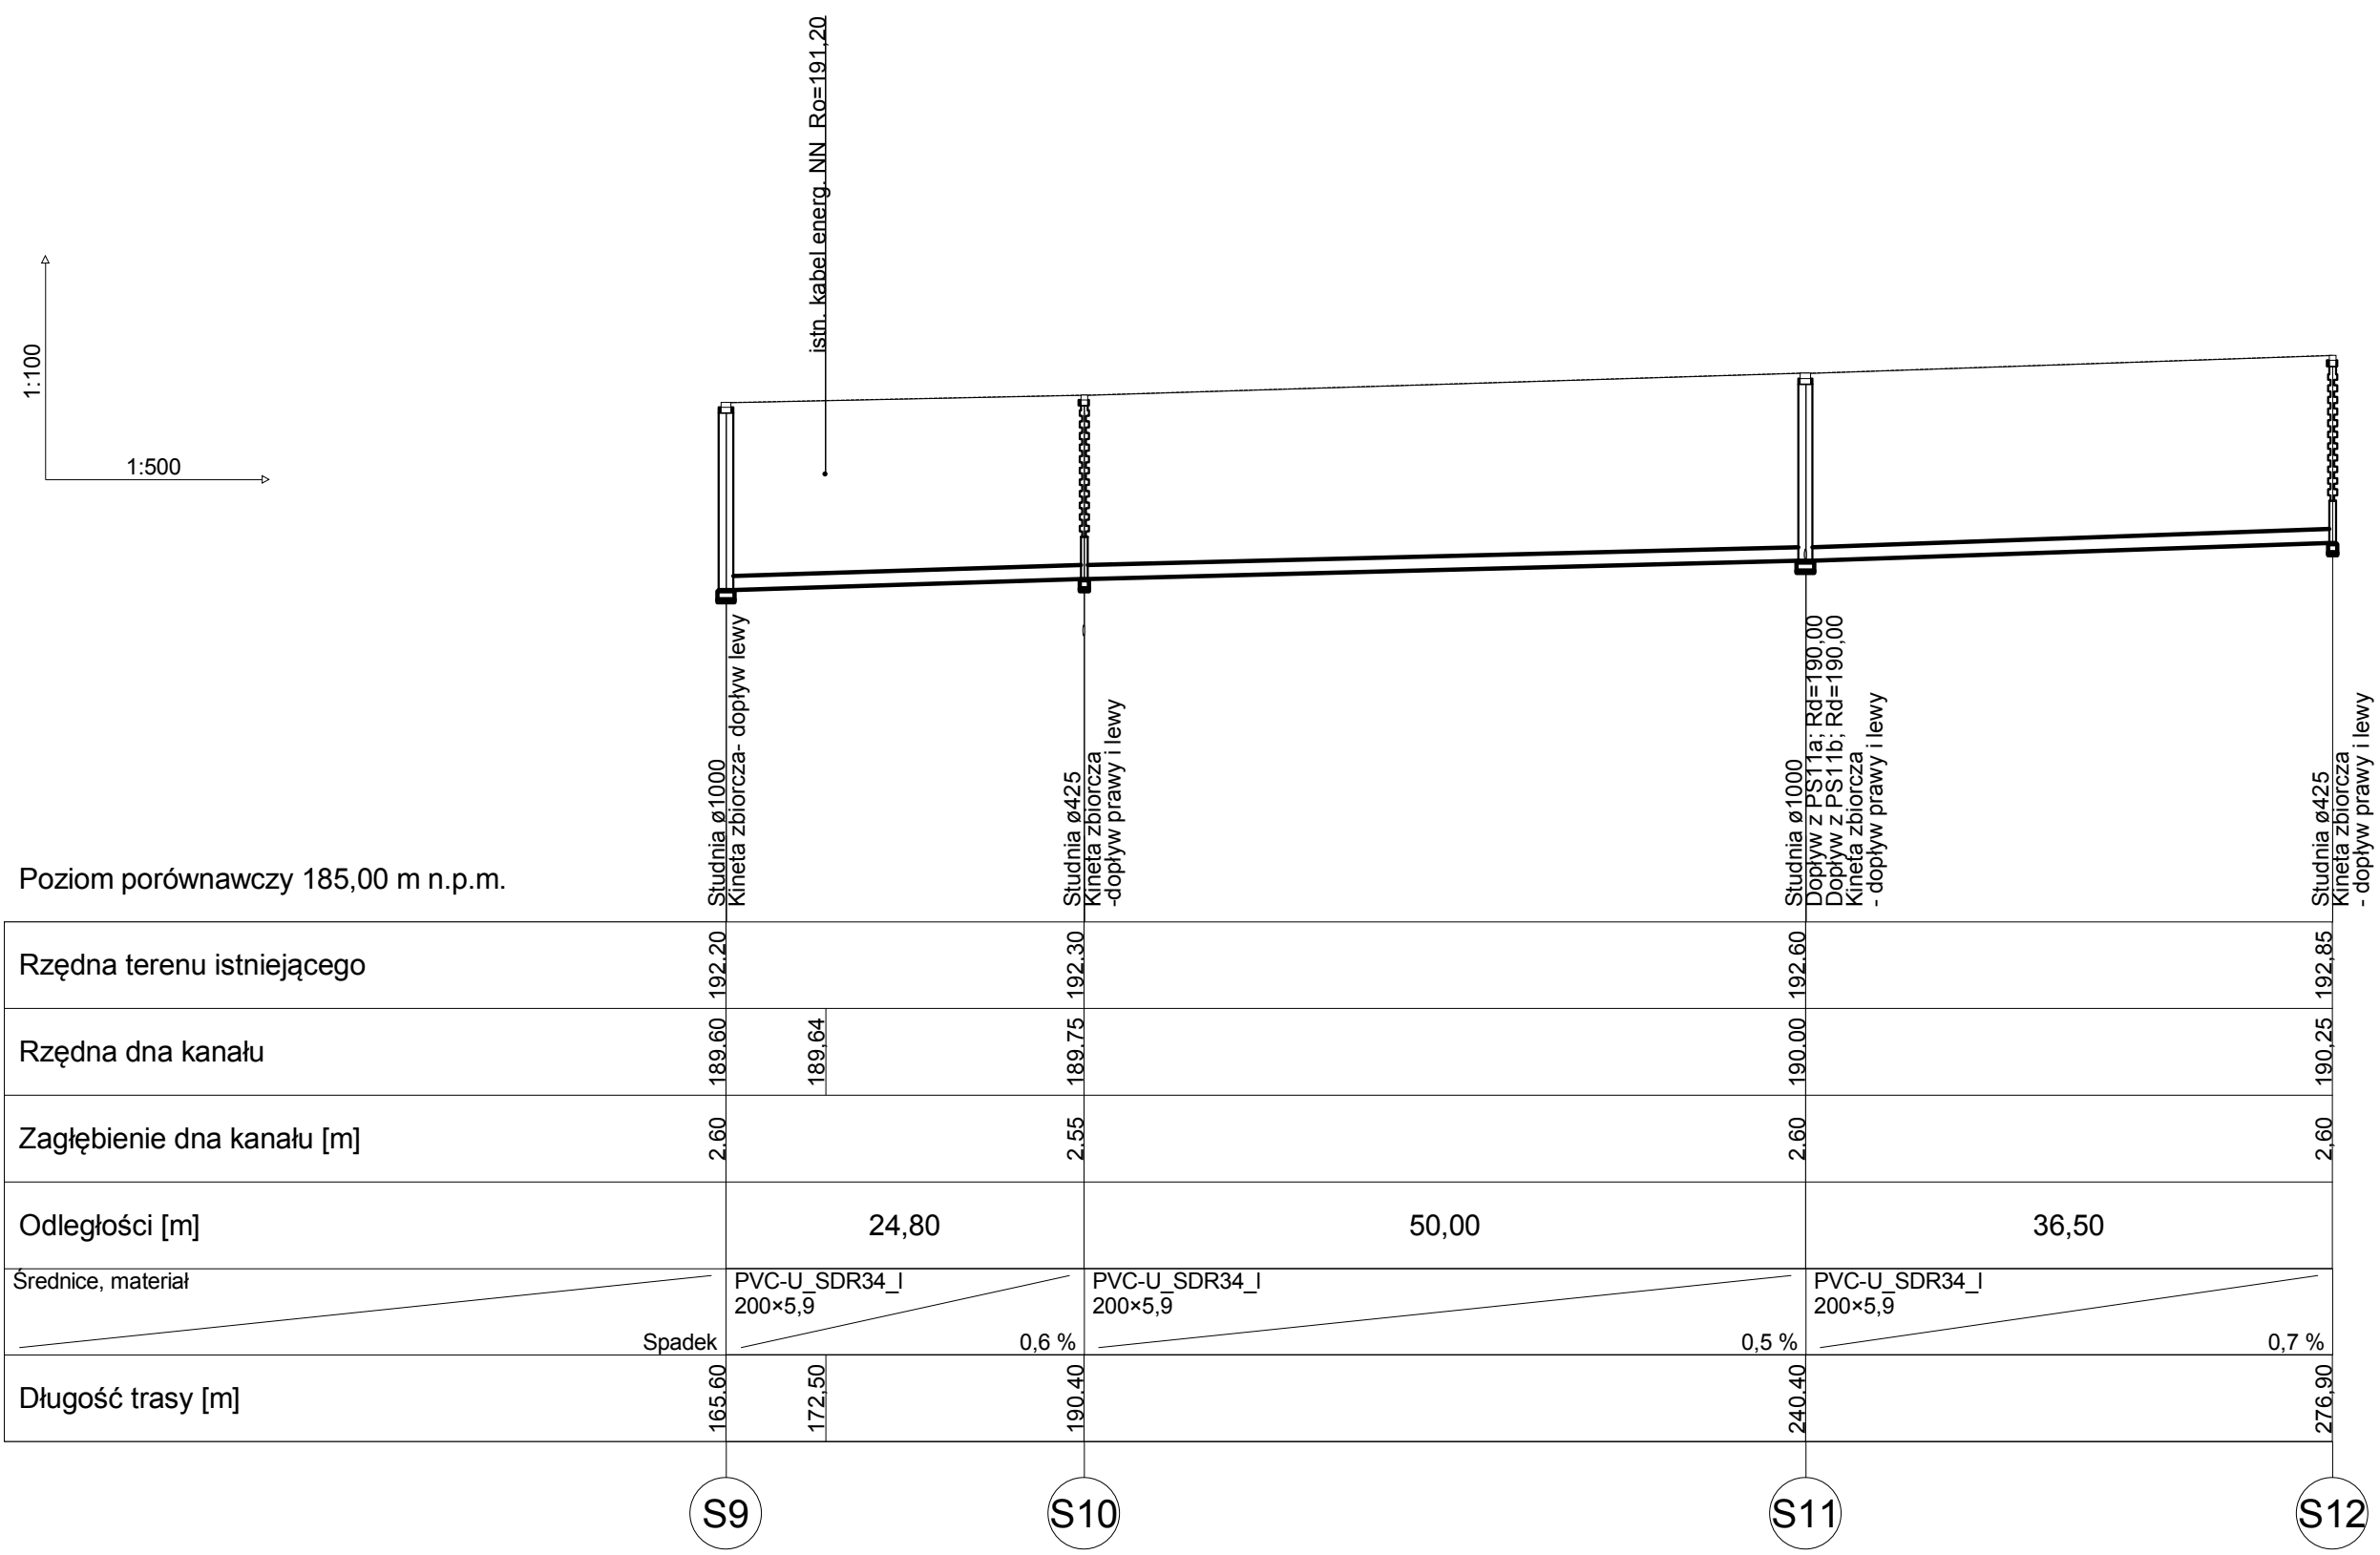 istn. kabel energ. NN Ro=191,20
1:100
1:500
Studnia ø1000
Kineta zbiorcza- dopływ lewy
Studnia ø425
Kineta zbiorcza
-dopływ prawy i lewy
Studnia ø1000
Dopływ z PS11a; Rd=190,00
Dopływ z PS11b; Rd=190,00
Kineta zbiorcza
- dopływ prawy i lewy
Studnia ø425
Kineta zbiorcza
- dopływ prawy i lewy
Poziom porównawczy 185,00 m n.p.m.
Rzędna terenu istniejącego
192.20
192.30
192.60
192,85
Rzędna dna kanału
189.60
189,64
189.75
190.00
190,25
Zagłębienie dna kanału [m]
2.60
2.55
2.60
2,60
Odległości [m]
24,80
50,00
36,50
Średnice, materiał
Spadek
PVC-U_SDR34_I
200×5,9
0,6 %
PVC-U_SDR34_I
200×5,9
0,5 %
PVC-U_SDR34_I
200×5,9
0,7 %
Długość trasy [m]
165.60
172,50
190.40
240.40
276,90
S9
S10
S11
S12